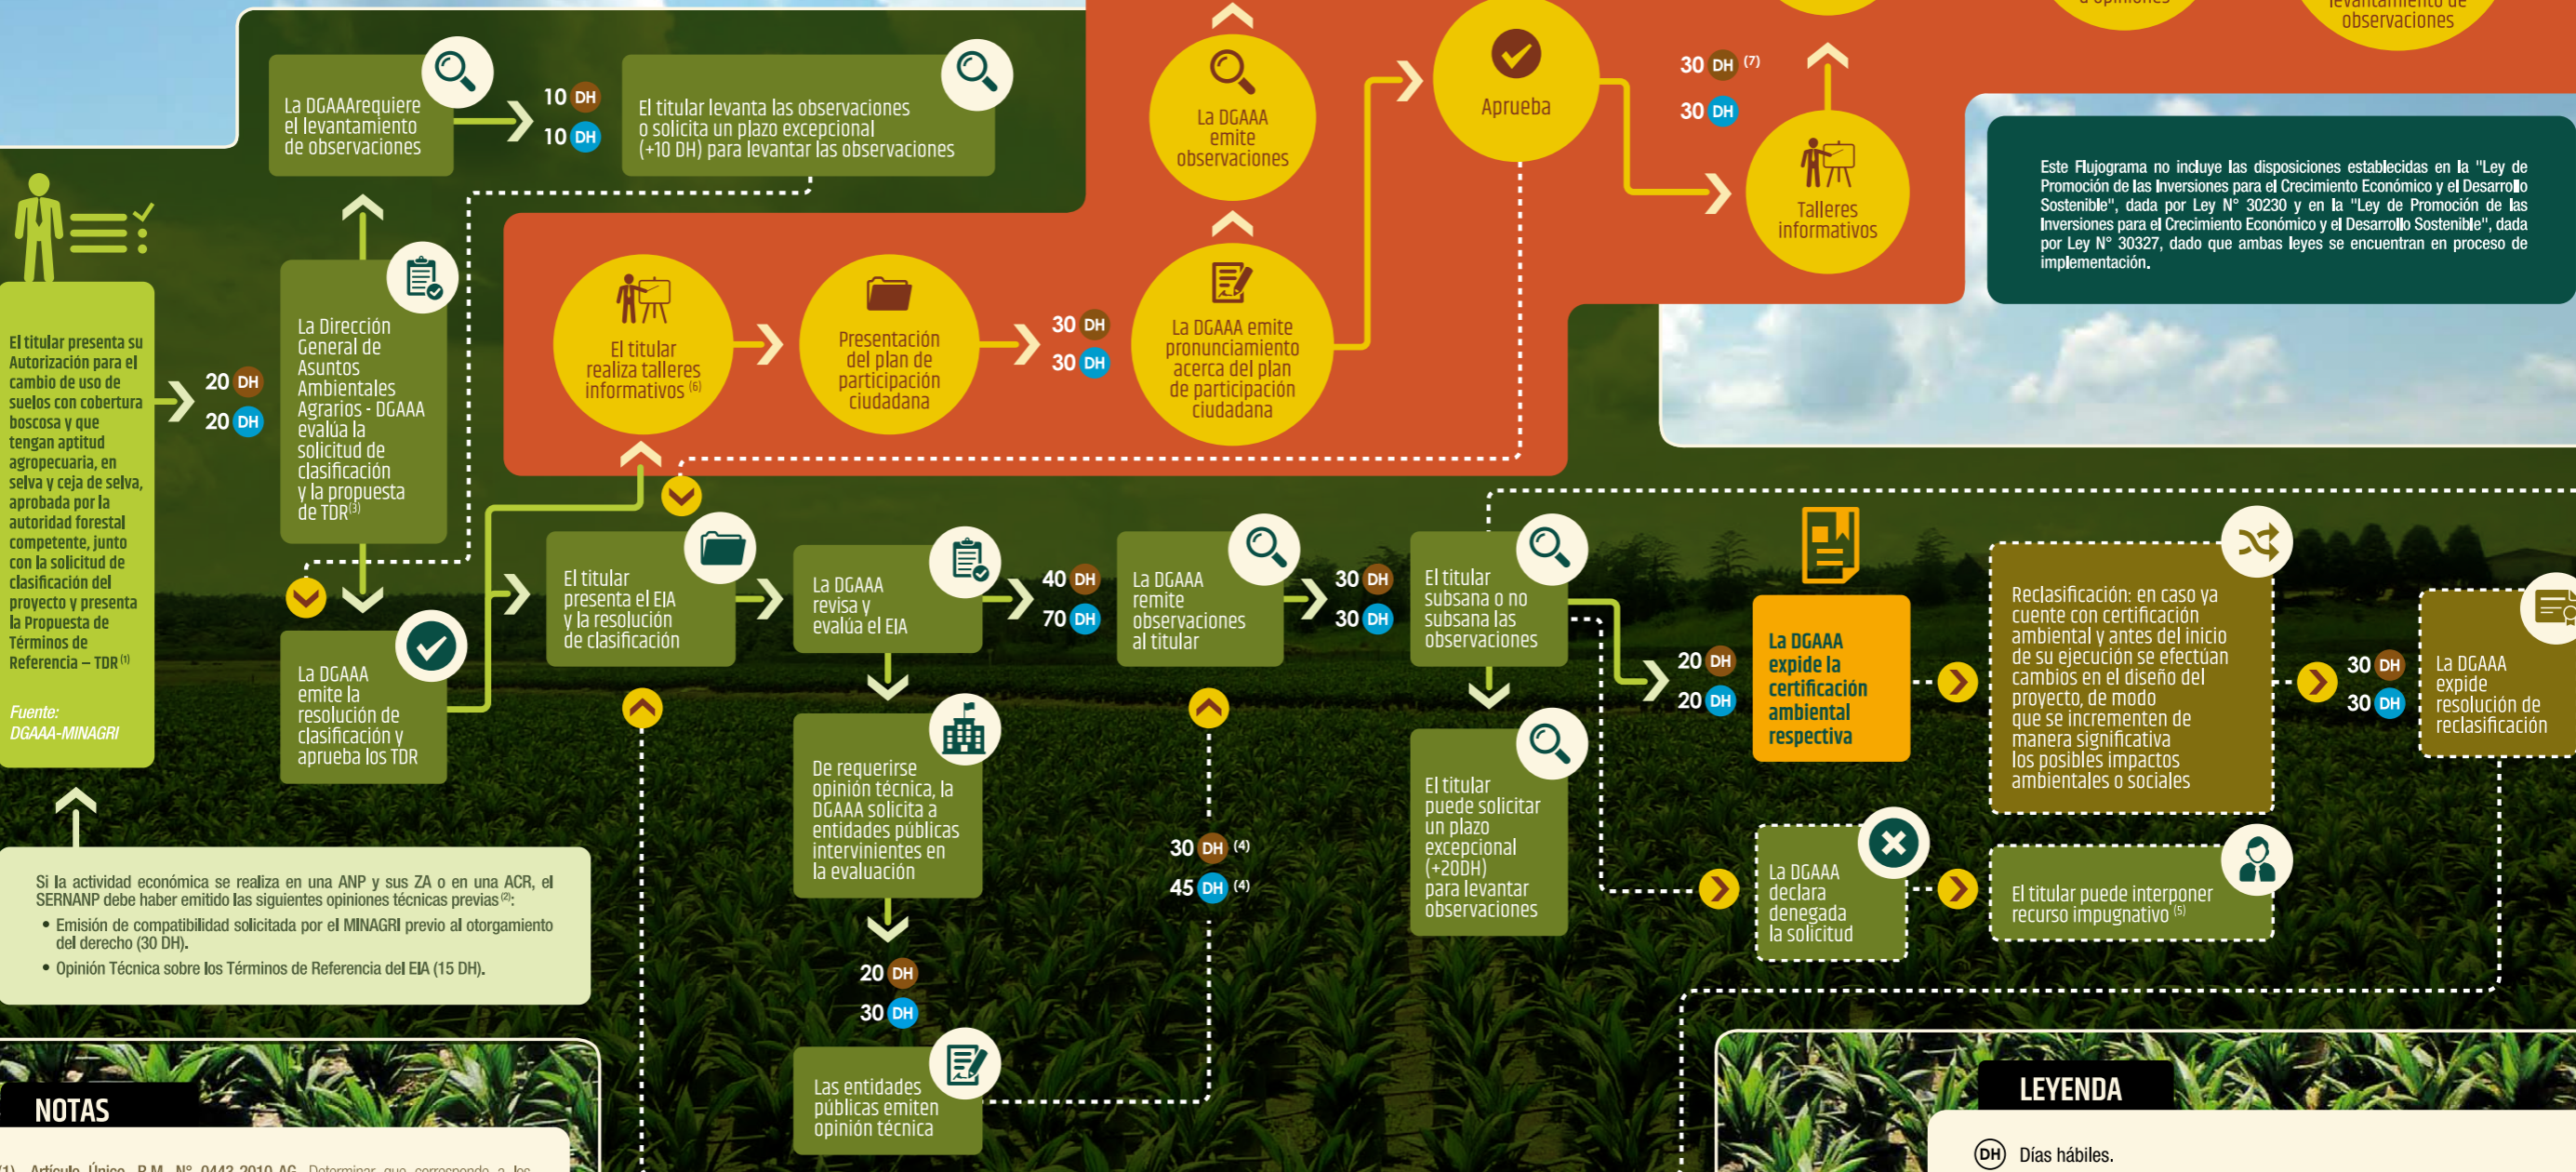 a opiniones
levantamiento de
observaciones
La DGAAArequiere
el levantamiento
de observaciones
10 DH
10 DH
El titular levanta las observaciones
o solicita un plazo excepcional
(+10 DH) para levantar las observaciones
La DGAAA
emite
observaciones
Aprueba
30 DH (7)
30 DH
Talleres
informativos
Este Flujograma no incluye las disposiciones establecidas en la "Ley de
Promoción de las Inversiones para el Crecimiento Económico y el Desarrollo
Sostenible", dada por Ley N° 30230 y en la "Ley de Promoción de las
Inversiones para el Crecimiento Económico y el Desarrollo Sostenible", dada
por Ley N° 30327, dado que ambas leyes se encuentran en proceso de
implementación.
El titular presenta su
Autorización para el
cambio de uso de
suelos con cobertura
boscosa y que
tengan aptitud
agropecuaria, en
selva y ceja de selva,
aprobada por la
autoridad forestal
competente, junto
con la solicitud de
clasificación del
proyecto y presenta
la Propuesta de
Términos de
Referencia – TDR (1)
Fuente:
DGAAA-MINAGRI
20 DH
20 DH
La Dirección
General de
Asuntos
Ambientales
Agrarios - DGAAA
evalúa la
solicitud de
clasificación
y la propuesta
de TDR(3)
El titular
realiza talleres
informativos (6)
Presentación
del plan de
participación
ciudadana
30 DH
30 DH
La DGAAA emite
pronunciamiento
acerca del plan
de participación
ciudadana
La DGAAA
emite la
resolución de
clasificación y
aprueba los TDR
El titular
presenta el EIA
y la resolución
de clasificación
La DGAAA
revisa y
evalúa el EIA
40 DH
70 DH
La DGAAA
remite
observaciones
al titular
30 DH
30 DH
El titular
subsana o no
subsana las
observaciones
20 DH
20 DH
La DGAAA
expide la
certificación
ambiental
respectiva
Reclasificación: en caso ya
cuente con certificación
ambiental y antes del inicio
de su ejecución se efectúan
cambios en el diseño del
proyecto, de modo
que se incrementen de
manera significativa
los posibles impactos
ambientales o sociales
30 DH
30 DH
La DGAAA
expide
resolución de
reclasificación
De requerirse
opinión técnica, la
DGAAA solicita a
entidades públicas
intervinientes en
la evaluación
El titular
puede solicitar
un plazo
excepcional
(+20DH)
para levantar
observaciones
30 DH (4)
45 DH (4)
La DGAAA
declara
denegada
la solicitud
El titular puede interponer
recurso impugnativo (5)
Si la actividad económica se realiza en una ANP y sus ZA o en una ACR, el
SERNANP debe haber emitido las siguientes opiniones técnicas previas (2):
• Emisión de compatibilidad solicitada por el MINAGRI previo al otorgamiento
del derecho (30 DH).
• Opinión Técnica sobre los Términos de Referencia del EIA (15 DH).
20 DH
30 DH
Las entidades
públicas emiten
opinión técnica
NOTAS
(1) Artículo Único, R.M. N° 0443-2010-AG. Determinar que corresponde a los
LEYENDA
DH Días hábiles.